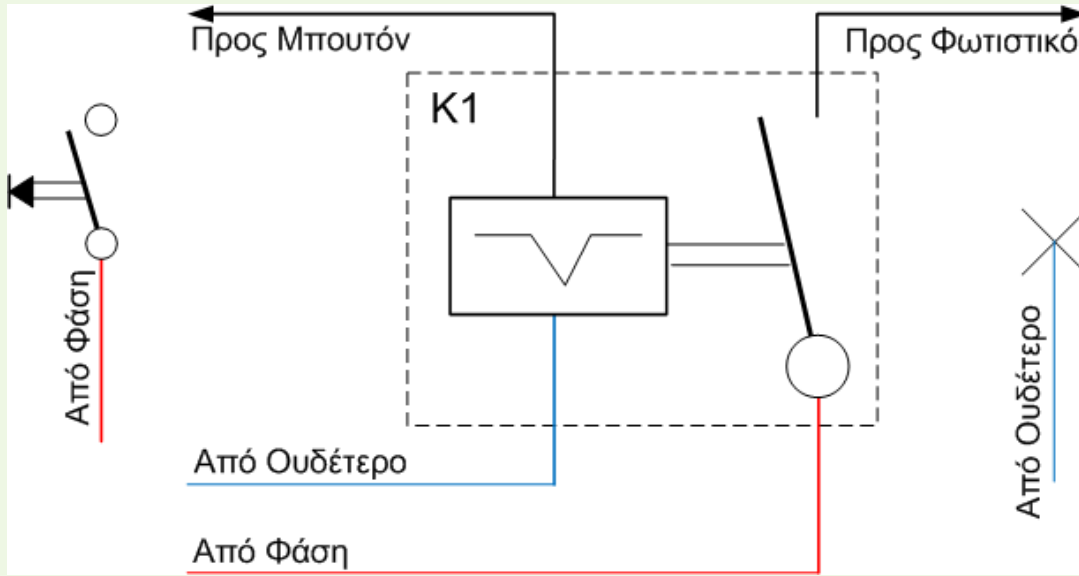 Προς Μπουτόν
Προς Φωτιστικό
K1
Από Φάση
Από Ουδέτερο
Από Ουδέτερο
Από Φάση